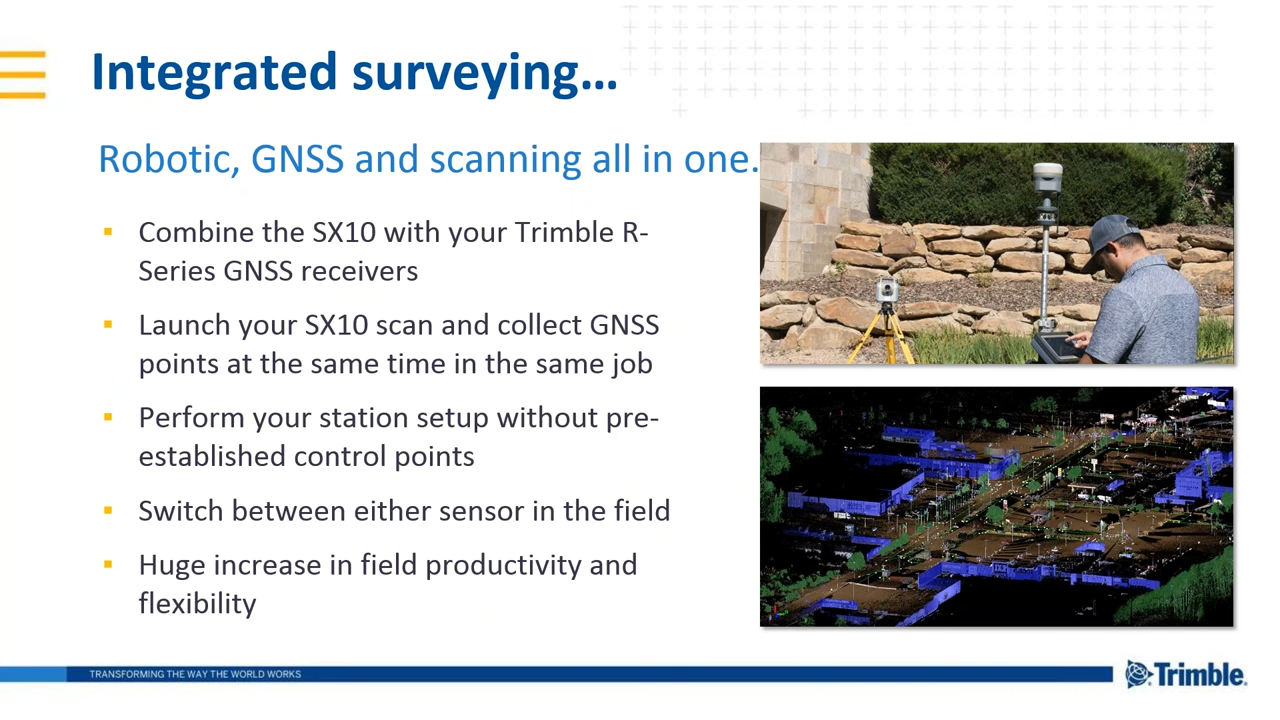 Integrated surveying…
Robotic, GNSS and scanning all in one.
▪ Combine the SX10 with your Trimble R-
Series GNSS receivers
▪ Launch your SX10 scan and collect GNSS
points at the same time in the same job
▪ Perform your station setup without pre-
established control points
▪ Switch between either sensor in the field
▪ Huge increase in field productivity and
flexibility
TRANSFORMING THE WAY THE WORLD WORKS
Trimble.